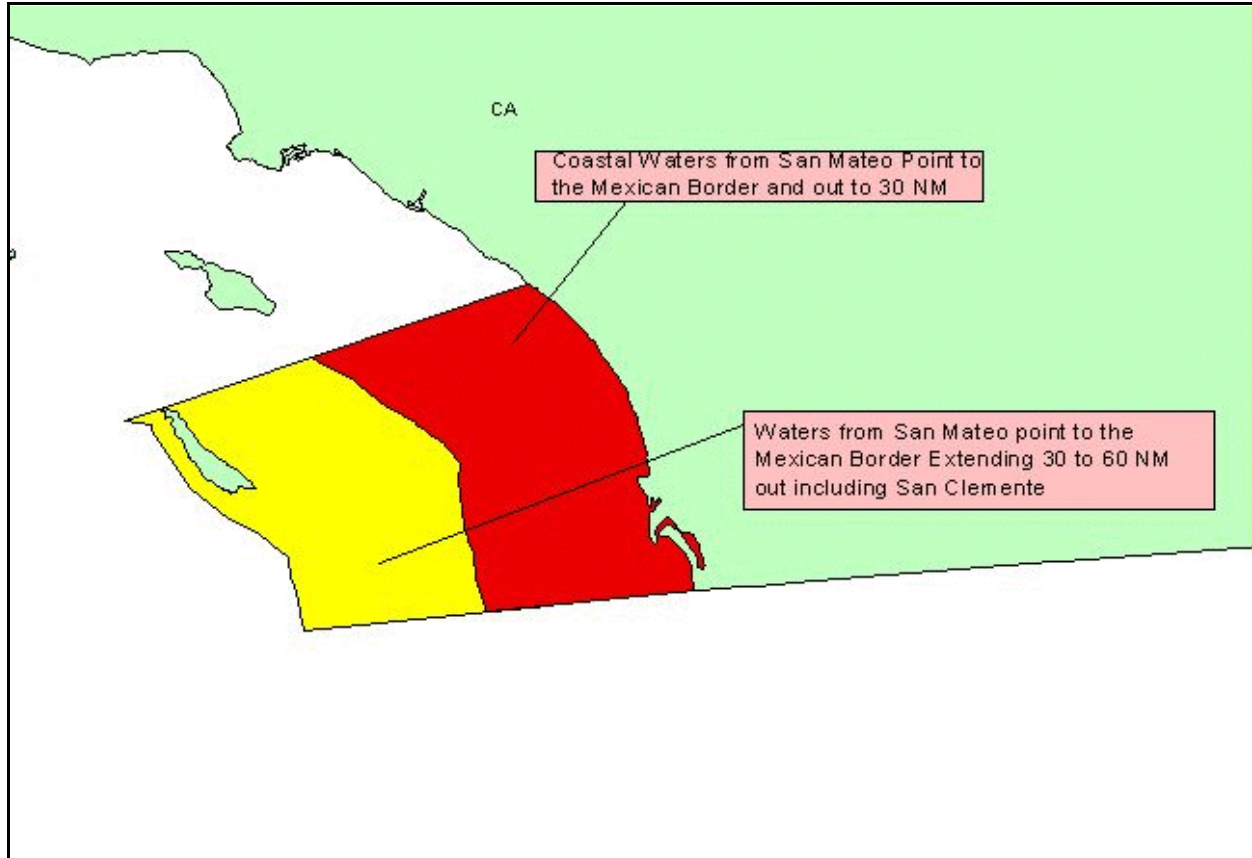 CA
Coastal Waters from San Mateo Point to
the Mexican Border and out to 30 NM
Waters from San Mateo point to the
Mexican Border Extending 30 to 60 NM
out including San Clemente